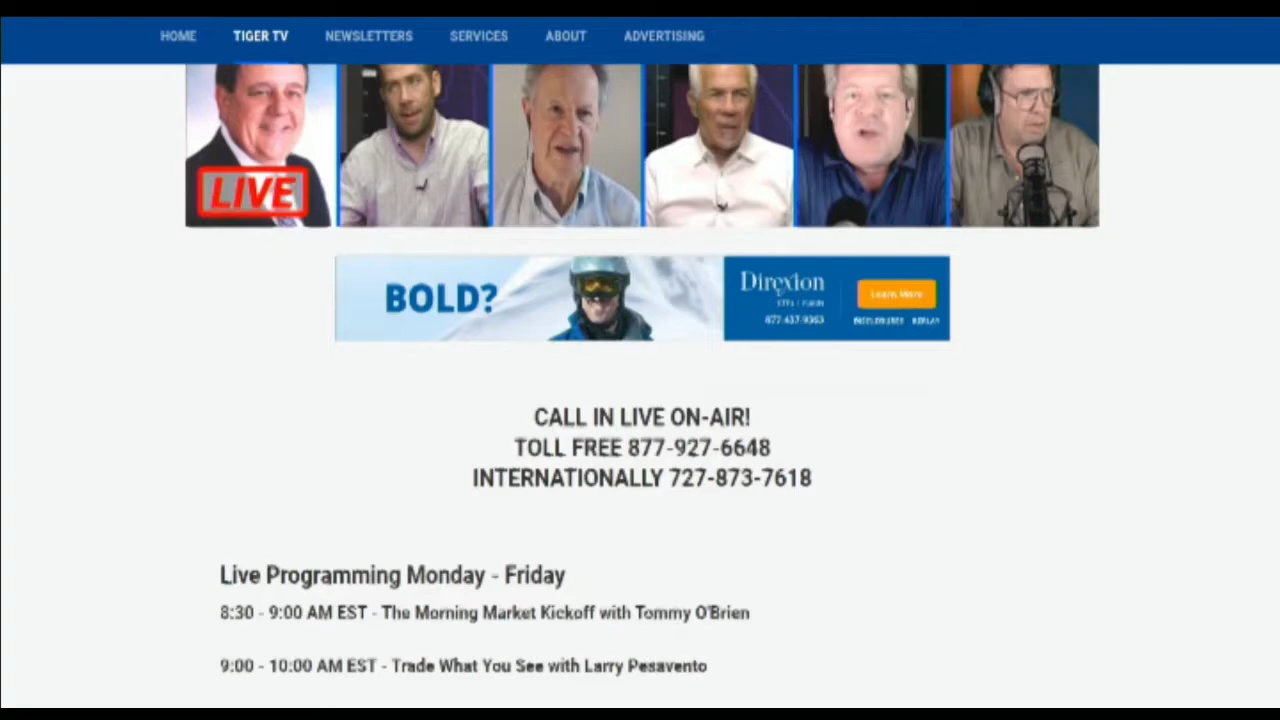 HOME TIGER TV NEWSLETTERS SERVICES ABOUT ADVERTISING
LIVE
BOLD?
Direxion
877-437-9363
Learn More
REPLAY
CALL IN LIVE ON-AIR!
TOLL FREE 877-927-6648
INTERNATIONALLY 727-873-7618
Live Programming Monday - Friday
8:30 - 9:00 AM EST - The Morning Market Kickoff with Tommy O'Brien
9:00 - 10:00 AM EST - Trade What You See with Larry Pesavento